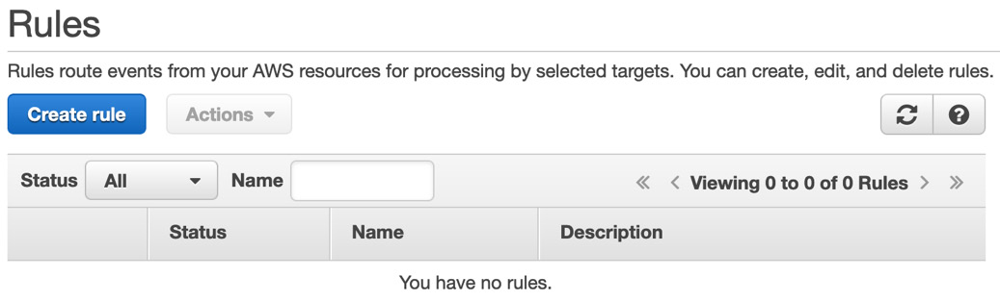 Rules
Rules route events from your AWS resources for processing by selected targets. You can create, edit, and delete rules.
Create rule Actions
Status All Name Viewing 0 to 0 of 0 Rules
Status Name Description
You have no rules.